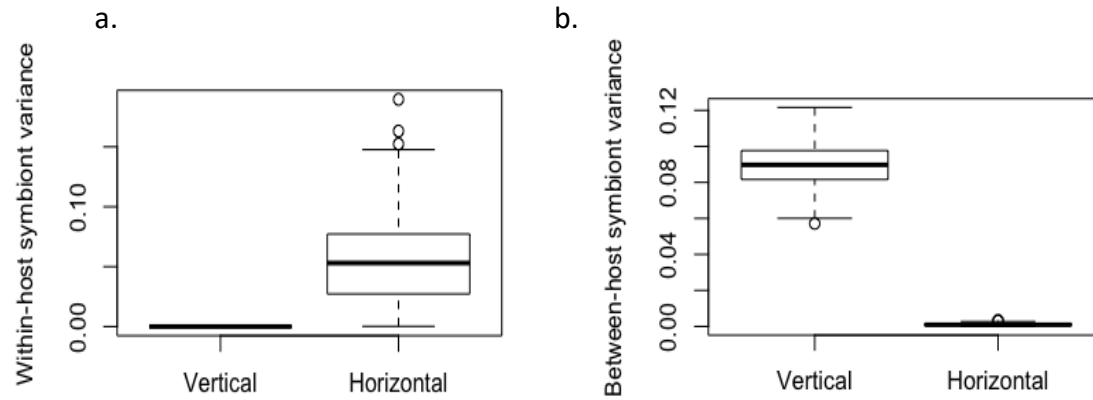 a.
Within-host symbiont variance
0.10
0.00
Vertical
Horizontal
b.
Between-host symbiont variance
0.12
0.08
0.04
0.00
Vertical
Horizontal